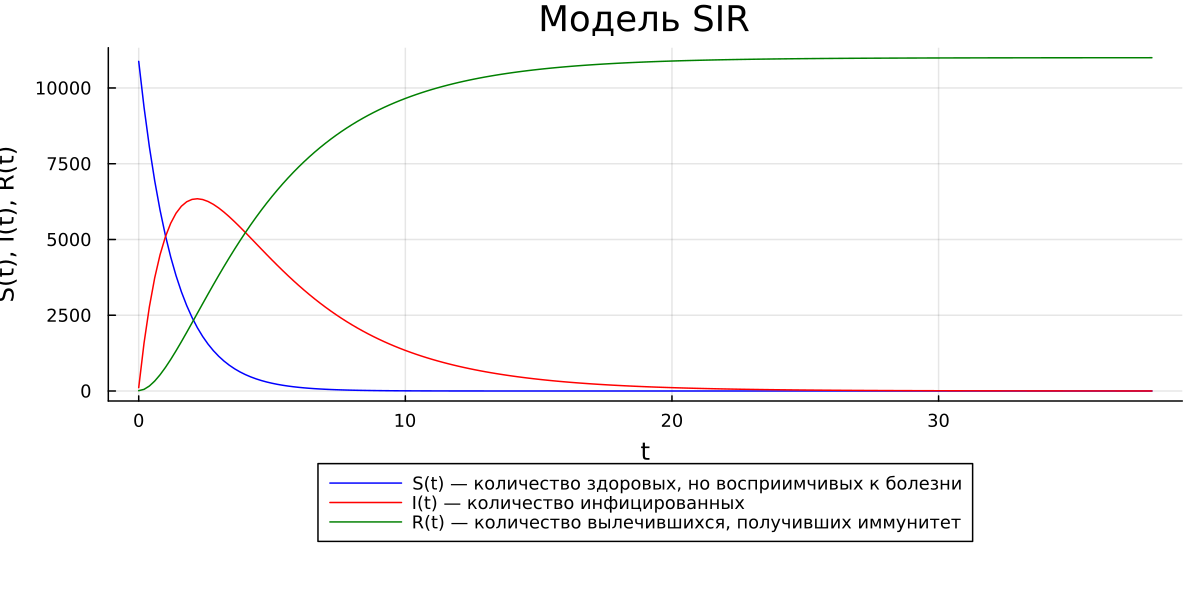 Модель SIR
S(t), I(t), R(t)
10000
7500
5000
2500
0
0 10 20 30
t
S(t) — количество здоровых, но восприимчивых к болезни
I(t) — количество инфицированных
R(t) — количество вылечившихся, получивших иммунитет